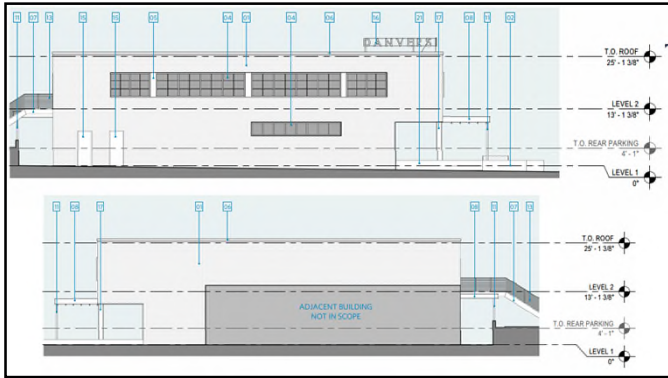 11 07 13 15 15 05 04 01 04 06 16 21 17 08 11 02
DANVERS
T.O. ROOF
25' - 1 3/8"
LEVEL 2
13' - 1 3/8"
T.O. REAR PARKING
4' - 1"
LEVEL 1
0"
11 08 17 01 06 08 11 07 13
T.O. ROOF
25' - 1 3/8"
LEVEL 2
13' - 1 3/8"
ADJACENT BUILDING
NOT IN SCOPE
T.O. REAR PARKING
4' - 1"
LEVEL 1
0"